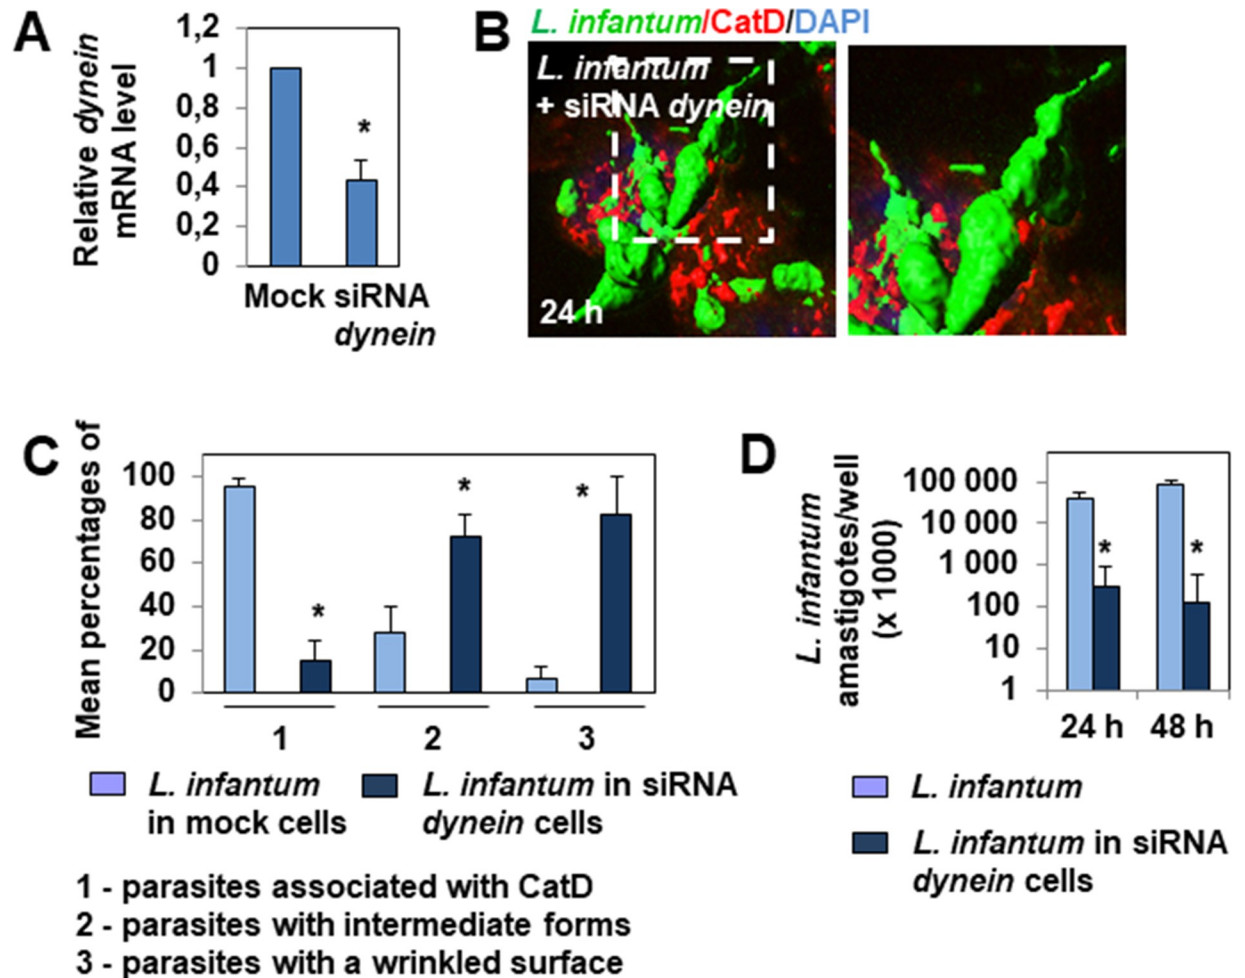 A
Relative dynein
mRNA level
1,2
1
0,8
0,6
0,4
0,2
0
*
Mock siRNA
dynein
B
L. infantum/CatD/DAPI
L. infantum
+ siRNA dynein
24 h
C
Mean percentages of
100
80
60
40
20
0
*
*
*
1
2
3
L. infantum
in mock cells
L. infantum in siRNA
dynein cells
1 - parasites associated with CatD
2 - parasites with intermediate forms
3 - parasites with a wrinkled surface
D
L. infantum
amastigotes/well
(x 1000)
100 000
10 000
1 000
100
10
1
*
*
24 h
48 h
L. infantum
L. infantum in siRNA
dynein cells